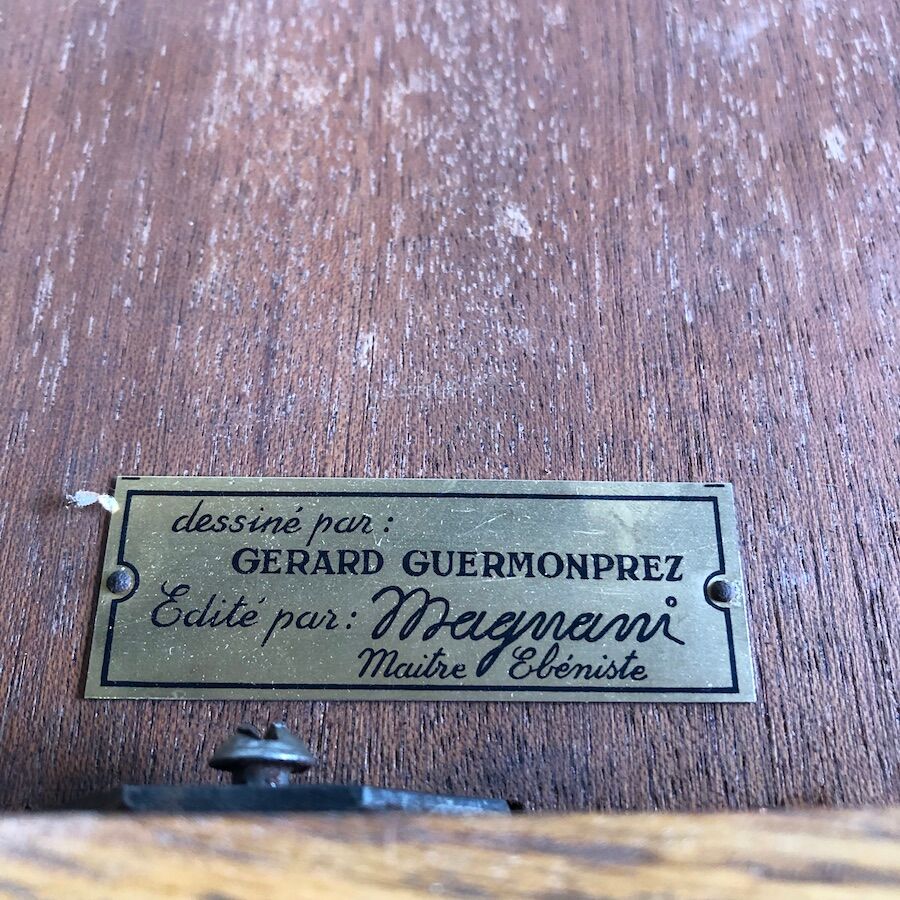 dessiné par :
GERARD GUERMONPREZ
Edité par : Magnani
Maitre Ebéniste